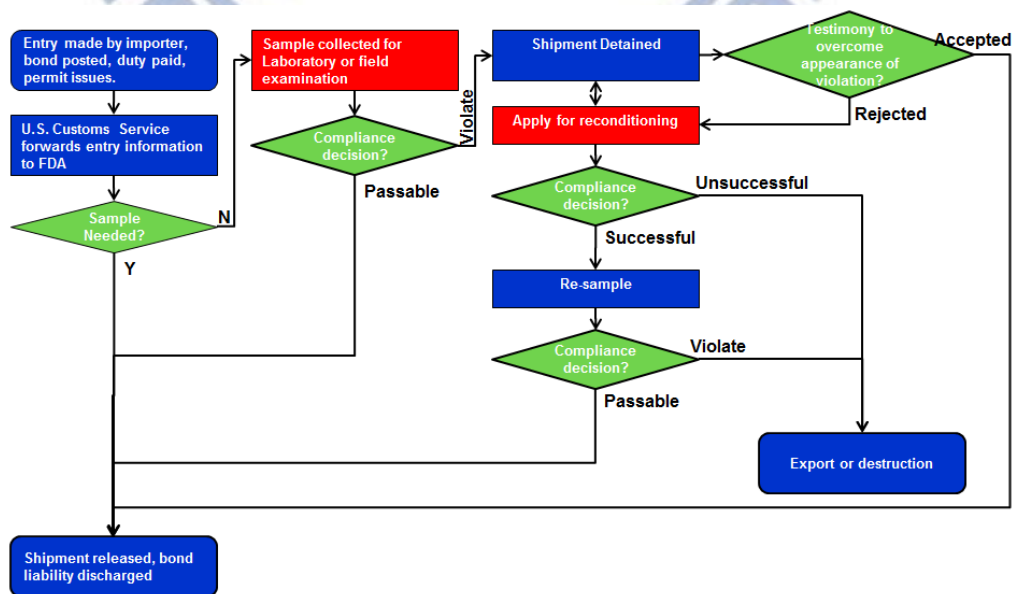 Entry made by importer,
bond posted, duty paid,
permit issues.
U.S. Customs Service
forwards entry information
to FDA
Sample
Needed?
N
Y
Sample collected for
Laboratory or field
examination
Compliance
decision?
Violate
Passable
Shipment Detained
Testimony to
overcome
appearance of
violation?
Accepted
Rejected
Apply for reconditioning
Compliance
decision?
Unsuccessful
Successful
Re-sample
Compliance
decision?
Violate
Passable
Export or destruction
Shipment released, bond
liability discharged